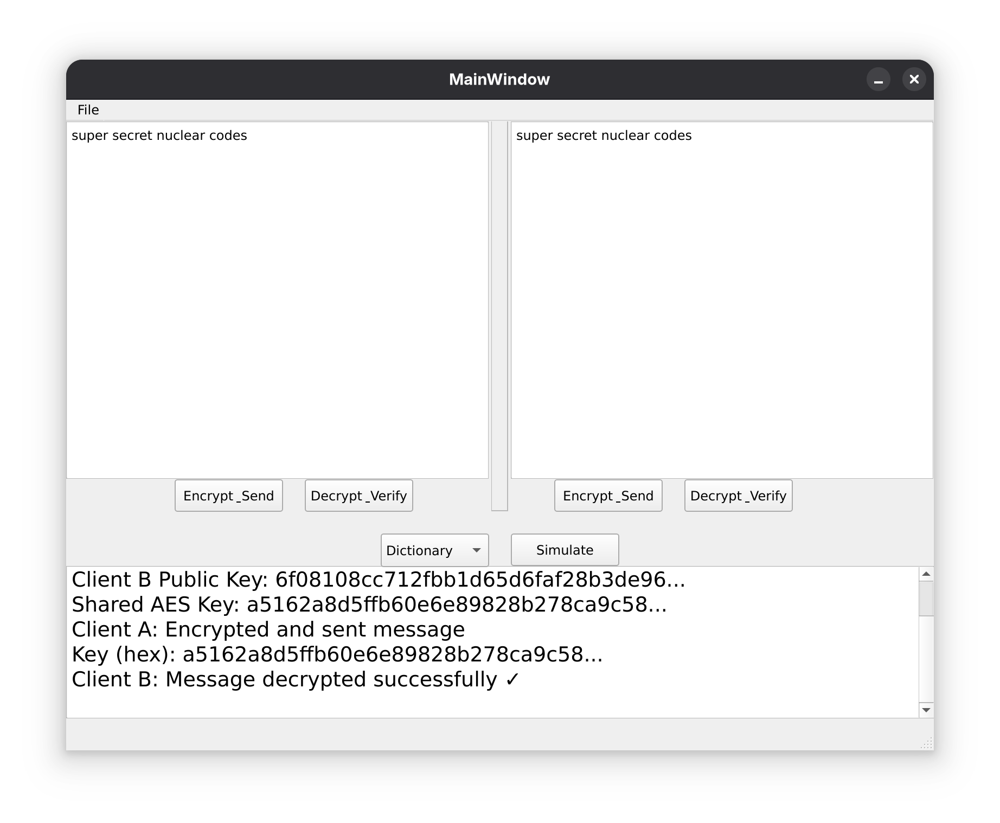 MainWindow
File
super secret nuclear codes
super secret nuclear codes
Encrypt _Send
Decrypt _Verify
Encrypt _Send
Decrypt _Verify
Dictionary
Simulate
Client B Public Key: 6f08108cc712fbb1d65d6faf28b3de96...
Shared AES Key: a5162a8d5ffb60e6e89828b278ca9c58...
Client A: Encrypted and sent message
Key (hex): a5162a8d5ffb60e6e89828b278ca9c58...
Client B: Message decrypted successfully ✓